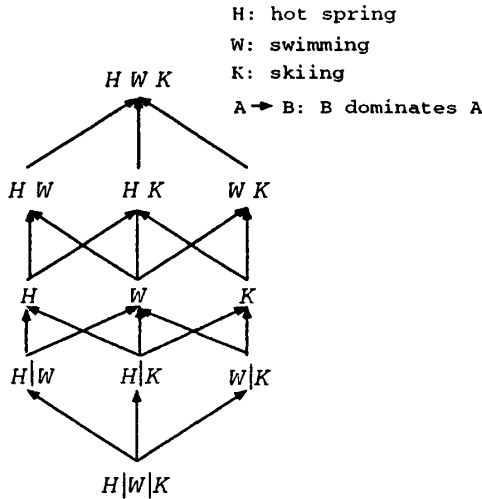 H: hot spring
W: swimming
K: skiing
A → B: B dominates A
H W K
H W H K W K
H W K
H|W H|K W|K
H|W|K